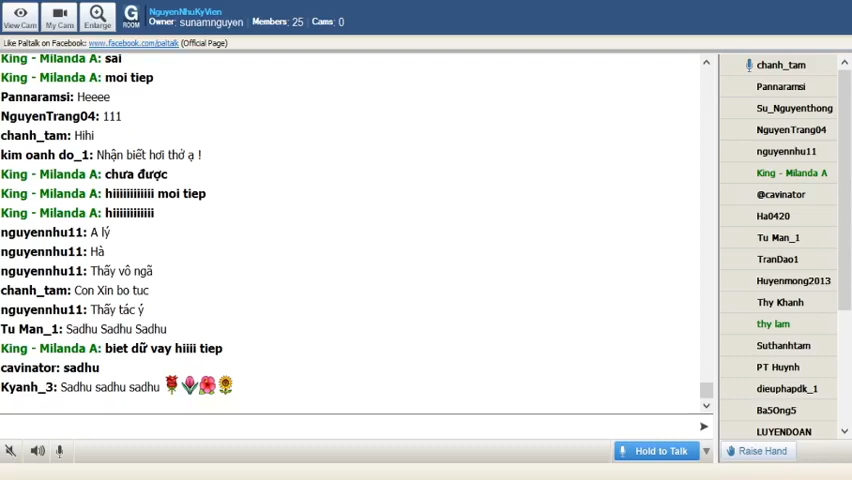 View Cam
My Cam
Enlarge
G
ROOM
NguyenNhuKyVien
Owner: sunamnguyen Members: 25 Cams: 0
Like Paltalk on Facebook: www.facebook.com/paltalk (Official Page)
King - Milanda A: sai
King - Milanda A: moi tiep
Pannaramsi: Heeee
NguyenTrang04: 111
chanh_tam: Hihi
kim oanh do_1: Nhận biết hơi thở ạ !
King - Milanda A: chưa được
King - Milanda A: hiiiiiiiiiiii moi tiep
King - Milanda A: hiiiiiiiiiiii
nguyennhu11: A lý
nguyennhu11: Hà
nguyennhu11: Thấy vô ngã
chanh_tam: Con Xin bo tuc
nguyennhu11: Thấy tác ý
Tu Man_1: Sadhu Sadhu Sadhu
King - Milanda A: biet dữ vay hiiii tiep
cavinator: sadhu
Kyanh_3: Sadhu sadhu sadhu
chanh_tam
Pannaramsi
Su_Nguyenthong
NguyenTrang04
nguyennhu11
King - Milanda A
@cavinator
Ha0420
Tu Man_1
TranDao1
Huyenmong2013
Thy Khanh
thy lam
Suthanhtam
PT Huynh
dieuphapdk_1
Ba5Ong5
LUYENDOAN
Hold to Talk
Raise Hand